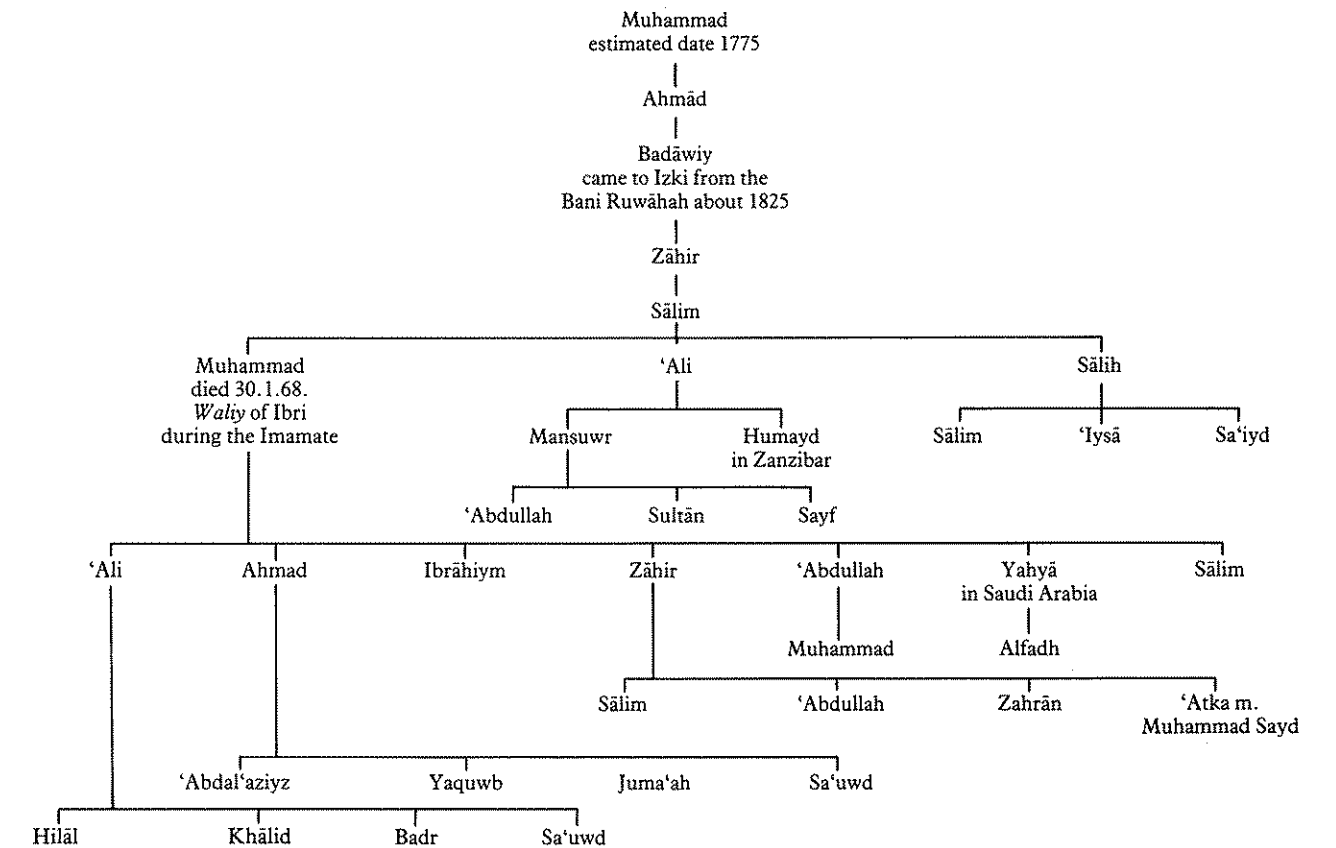 Muhammad
estimated date 1775
Ahmād
Badāwiy
came to Izki from the
Bani Ruwāhah about 1825
Zāhir
Sālim
Muhammad
died 30.1.68.
Waliy of Ibri
during the Imamate
‘Ali
Sālih
Mansuwr
Humayd
in Zanzibar
Sālim
‘Iysā
Sa‘iyd
‘Abdullah
Sultān
Sayf
‘Ali
Ahmad
Ibrāhiym
Zāhir
‘Abdullah
Yahyā
in Saudi Arabia
Sālim
Muhammad
Alfadh
Sālim
‘Abdullah
Zahrān
‘Atka m.
Muhammad Sayd
‘Abdal‘aziyz
Yaquwb
Juma‘ah
Sa‘uwd
Hilāl
Khālid
Badr
Sa‘uwd